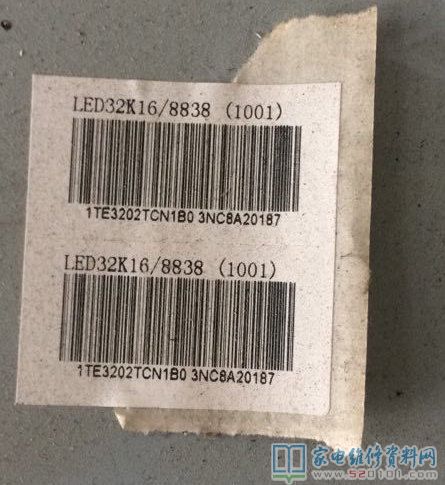 LED32K16/8838 (1001)
1TE3202TCN1B0 3NC8A20187
LED32K16/8838 (1001)
1TE3202TCN1B0 3NC8A20187
家电维修资料网
www.520101.com